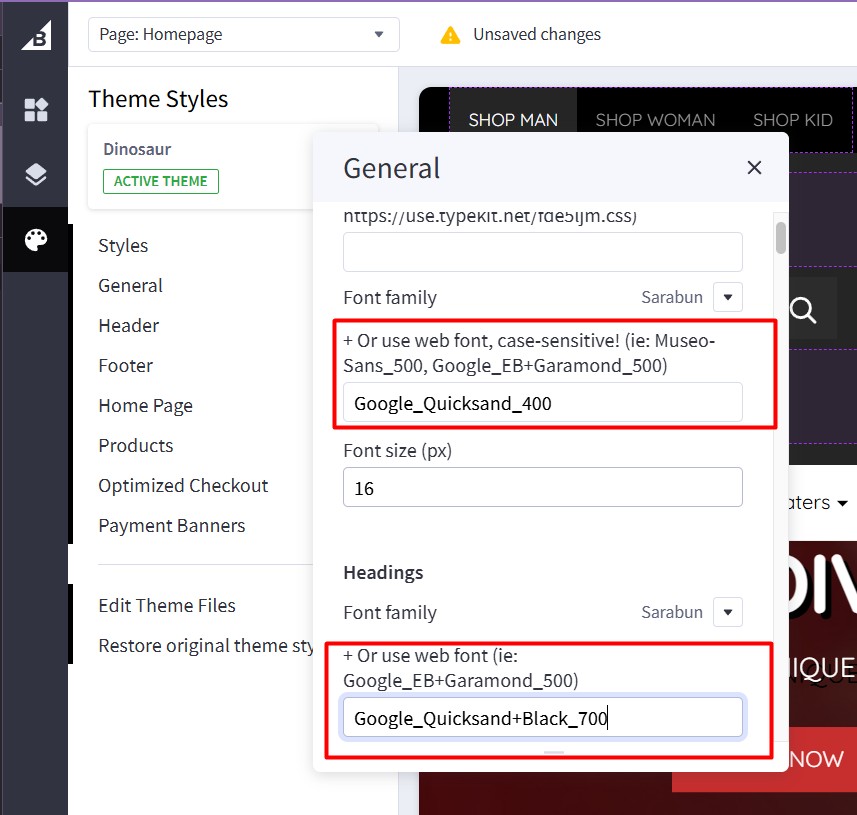 B
Page: Homepage
Unsaved changes
Theme Styles
Dinosaur
ACTIVE THEME
Styles
General
Header
Footer
Home Page
Products
Optimized Checkout
Payment Banners
Edit Theme Files
Restore original theme sty
SHOP MAN
SHOP WOMAN
SHOP KID
General
https://use.typekit.net/fde5ljm.css)
Font family
Sarabun
+ Or use web font, case-sensitive! (ie: Museo-
Sans_500, Google_EB+Garamond_500)
Google_Quicksand_400
Font size (px)
16
Headings
Font family
Sarabun
+ Or use web font (ie:
Google_EB+Garamond_500)
Google_Quicksand+Black_700
aters
DIV
NIQUE
NOW